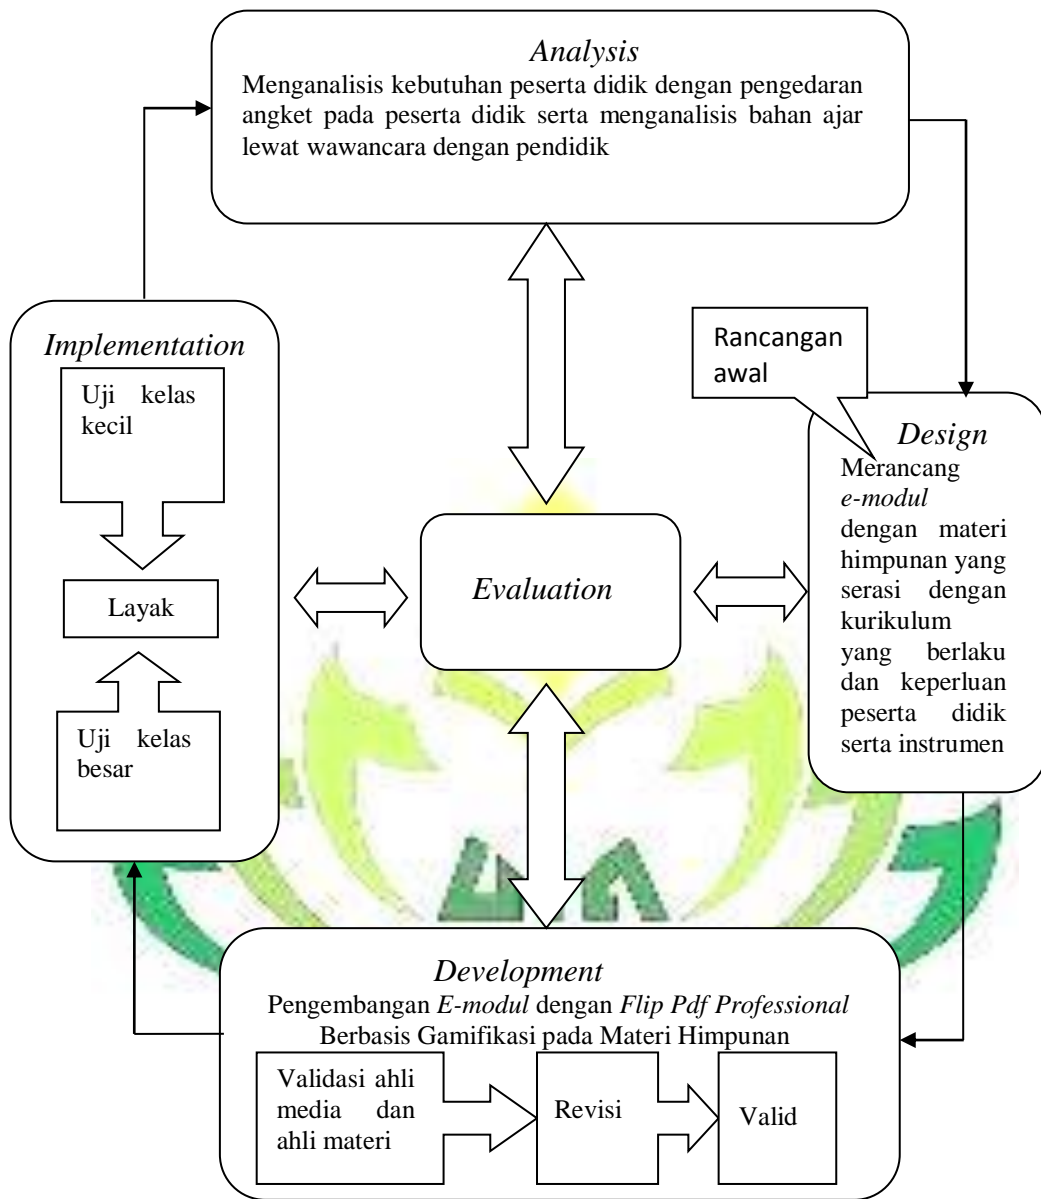 Analysis
Menganalisis kebutuhan peserta didik dengan pengedaran
angket pada peserta didik serta menganalisis bahan ajar
lewat wawancara dengan pendidik
Implementation
Uji kelas
kecil
Layak
Uji kelas
besar
Evaluation
Rancangan
awal
Design
Merancang
e-modul
dengan materi
himpunan yang
serasi dengan
kurikulum
yang berlaku
dan keperluan
peserta didik
serta instrumen
Development
Pengembangan E-modul dengan Flip Pdf Professional
Berbasis Gamifikasi pada Materi Himpunan
Validasi ahli
media dan
ahli materi
Revisi
Valid